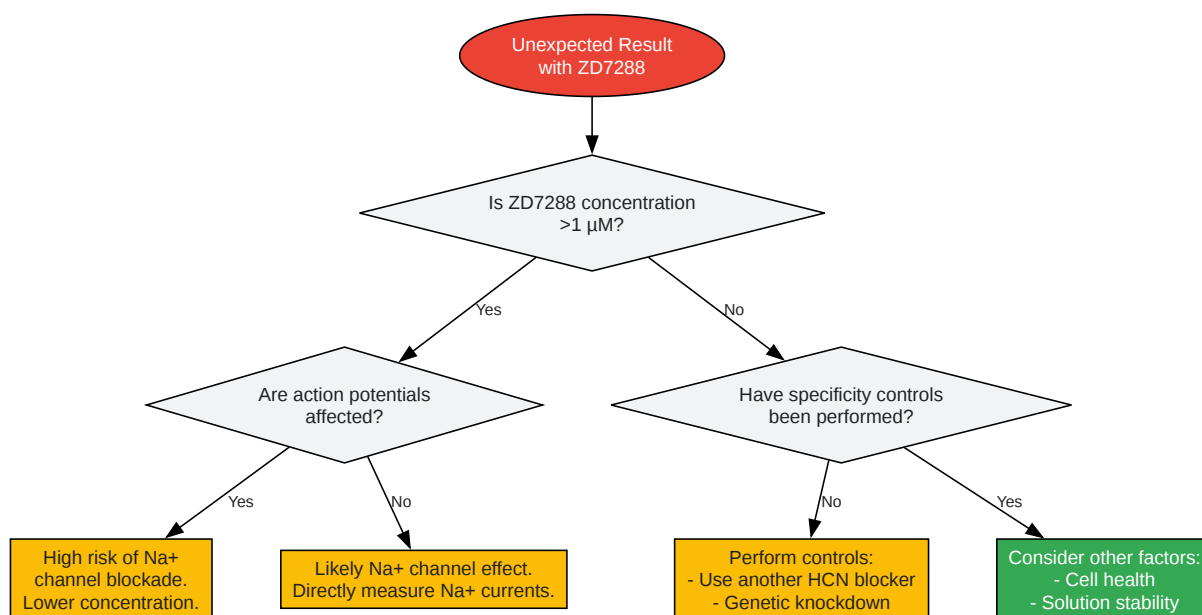 Unexpected Result
with ZD7288
Is ZD7288 concentration
>1 µM?
Yes
No
Are action potentials
affected?
Have specificity controls
been performed?
Yes
No
No
Yes
High risk of Na+
channel blockade.
Lower concentration.
Likely Na+ channel effect.
Directly measure Na+ currents.
Perform controls:
- Use another HCN blocker
- Genetic knockdown
Consider other factors:
- Cell health
- Solution stability